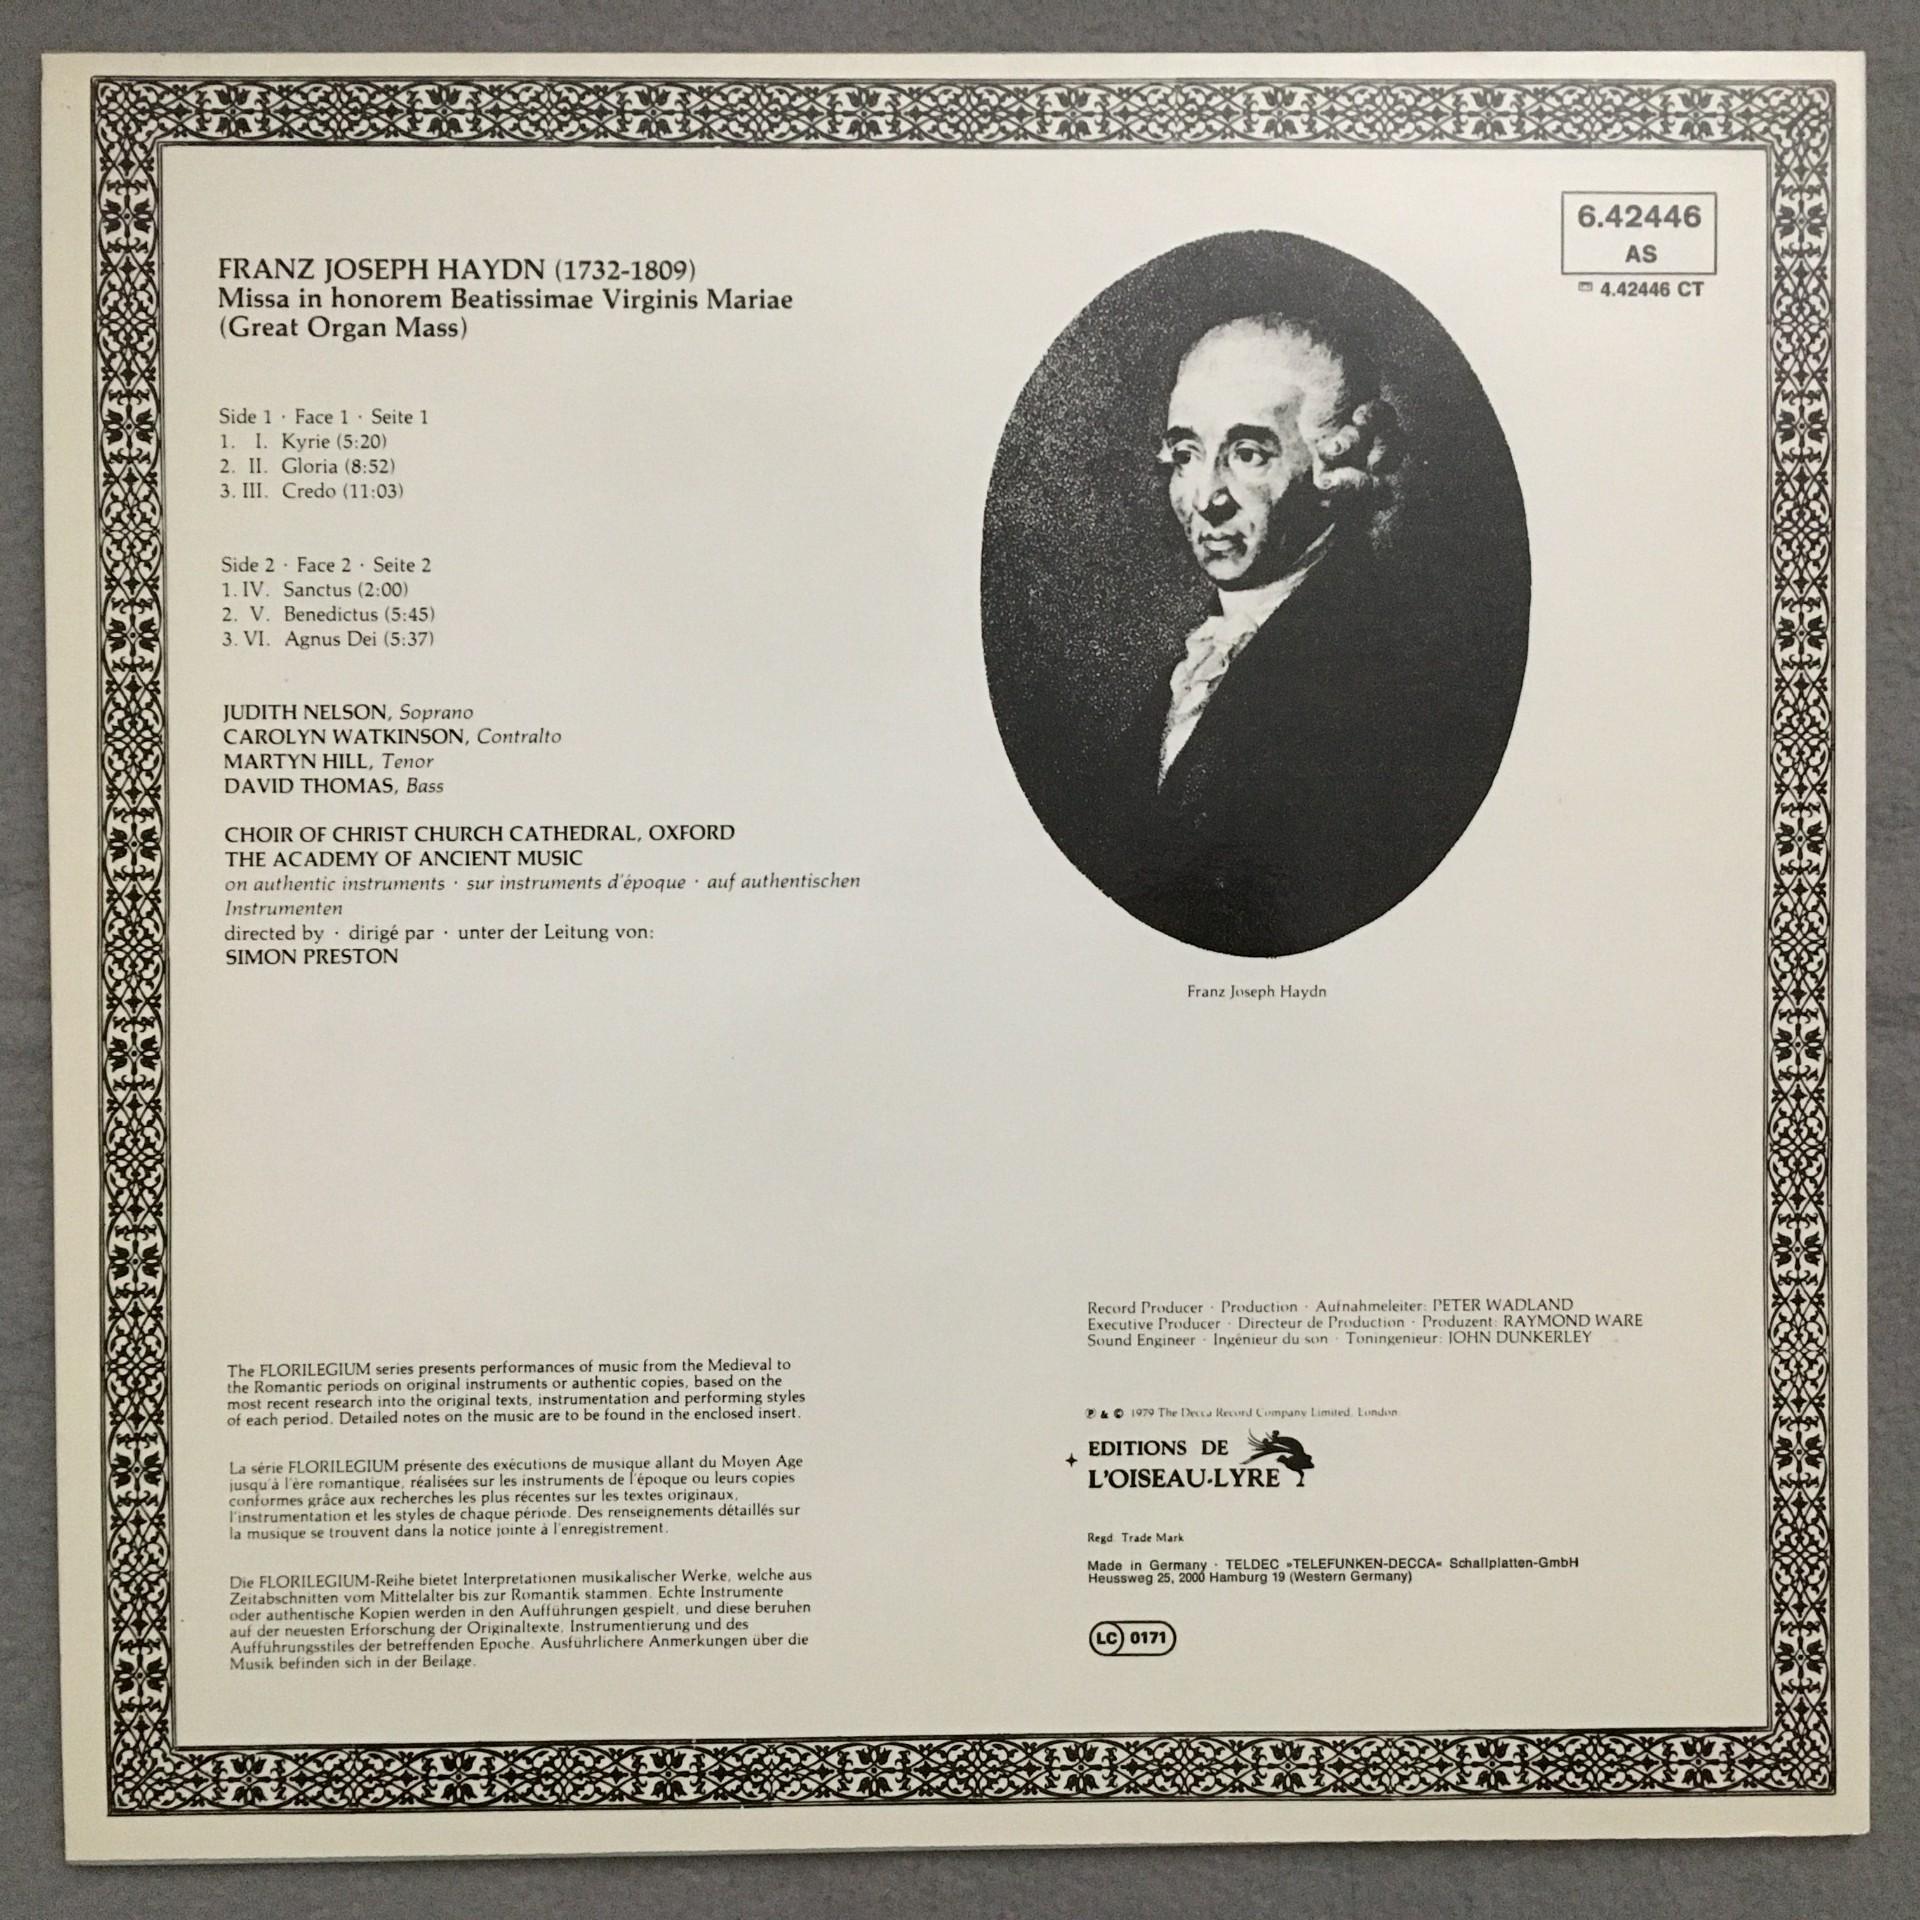 6.42446
AS
4.42446 CT
FRANZ JOSEPH HAYDN (1732-1809)
Missa in honorem Beatissimae Virginis Mariae
(Great Organ Mass)
Side 1 · Face 1 · Seite 1
1. I. Kyrie (5:20)
2. II. Gloria (8:52)
3. III. Credo (11:03)
Side 2 · Face 2 · Seite 2
1. IV. Sanctus (2:00)
2. V. Benedictus (5:45)
3. VI. Agnus Dei (5:37)
JUDITH NELSON, Soprano
CAROLYN WATKINSON, Contralto
MARTYN HILL, Tenor
DAVID THOMAS, Bass
CHOIR OF CHRIST CHURCH CATHEDRAL, OXFORD
THE ACADEMY OF ANCIENT MUSIC
on authentic instruments · sur instruments d'époque · auf authentischen
Instrumenten
directed by · dirigé par · unter der Leitung von:
SIMON PRESTON
Franz Joseph Haydn
The FLORILEGIUM series presents performances of music from the Medieval to
the Romantic periods on original instruments or authentic copies, based on the
most recent research into the original texts, instrumentation and performing styles
of each period. Detailed notes on the music are to be found in the enclosed insert.
La série FLORILEGIUM présente des exécutions de musique allant du Moyen Age
jusqu'à l'ère romantique, réalisées sur les instruments de l'époque ou leurs copies
conformes grâce aux recherches les plus récentes sur les textes originaux,
l'instrumentation et les styles de chaque période. Des renseignements détaillés sur
la musique se trouvent dans la notice jointe à l'enregistrement.
Die FLORILEGIUM-Reihe bietet Interpretationen musikalischer Werke, welche aus
Zeitabschnitten vom Mittelalter bis zur Romantik stammen. Echte Instrumente
oder authentische Kopien werden in den Aufführungen gespielt, und diese beruhen
auf der neuesten Erforschung der Originaltexte, Instrumentierung und des
Aufführungsstiles der betreffenden Epoche. Ausführlichere Anmerkungen über die
Musik befinden sich in der Beilage.
Record Producer · Production · Aufnahmeleiter: PETER WADLAND
Executive Producer · Directeur de Production · Produzent: RAYMOND WARE
Sound Engineer · Ingénieur du son · Toningenieur: JOHN DUNKERLEY
℗ & © 1979 The Decca Record Company Limited, London
EDITIONS DE
L'OISEAU-LYRE
Regd. Trade Mark
Made in Germany · TELDEC »TELEFUNKEN-DECCA« Schallplatten-GmbH
Heussweg 25, 2000 Hamburg 19 (Western Germany)
LC 0171